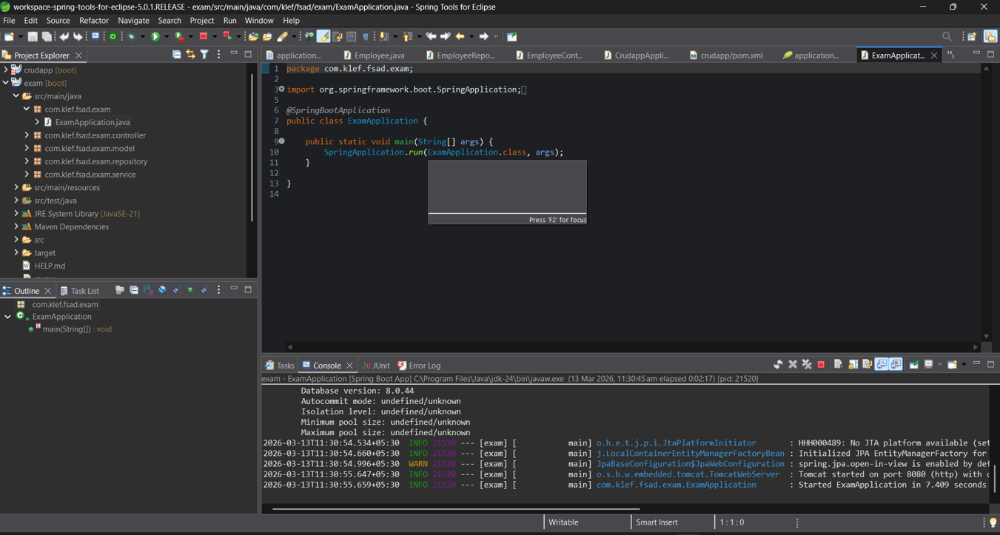 workspace-spring-tools-for-eclipse-5.0.1.RELEASE - exam/src/main/java/com/klef/fsad/exam/ExamApplication.java - Spring Tools for Eclipse
File Edit Source Refactor Navigate Search Project Run Window Help
Project Explorer
crudapp [boot]
exam [boot]
src/main/java
com.klef.fsad.exam
ExamApplication.java
com.klef.fsad.exam.controller
com.klef.fsad.exam.model
com.klef.fsad.exam.repository
com.klef.fsad.exam.service
src/main/resources
src/test/java
JRE System Library [JavaSE-21]
Maven Dependencies
src
target
HELP.md
Outline Task List
com.klef.fsad.exam
ExamApplication
main(String[]) : void
application... Employee.java EmployeeRepo... EmployeeCont... CrudappAppli... crudapp/pom.xml application... ExamApplicat... »5
1 package com.klef.fsad.exam;
2
3 import org.springframework.boot.SpringApplication;
5
6 @SpringBootApplication
7 public class ExamApplication {
8
9 public static void main(String[] args) {
10 SpringApplication.run(ExamApplication.class, args);
11 }
12
13 }
14
Press 'F2' for focus
Tasks Console JUnit Error Log
exam - ExamApplication [Spring Boot App] C:\Program Files\Java\jdk-24\bin\javaw.exe (13 Mar 2026, 11:30:45 am elapsed 0:02:17) [pid: 21520]
Database version: 8.0.44
Autocommit mode: undefined/unknown
Isolation level: undefined/unknown
Minimum pool size: undefined/unknown
Maximum pool size: undefined/unknown
2026-03-13T11:30:54.534+05:30 INFO 21520 --- [exam] [ main] o.h.e.t.j.p.i.JtaPlatformInitiator : HHH000489: No JTA platform available (set
2026-03-13T11:30:54.660+05:30 INFO 21520 --- [exam] [ main] j.LocalContainerEntityManagerFactoryBean : Initialized JPA EntityManagerFactory for
2026-03-13T11:30:54.996+05:30 WARN 21520 --- [exam] [ main] JpaBaseConfiguration$JpaWebConfiguration : spring.jpa.open-in-view is enabled by def
2026-03-13T11:30:55.647+05:30 INFO 21520 --- [exam] [ main] o.s.b.w.embedded.tomcat.TomcatWebServer : Tomcat started on port 8080 (http) with c
2026-03-13T11:30:55.659+05:30 INFO 21520 --- [exam] [ main] com.klef.fsad.exam.ExamApplication : Started ExamApplication in 7.409 seconds
Writable Smart Insert 1 : 1 : 0